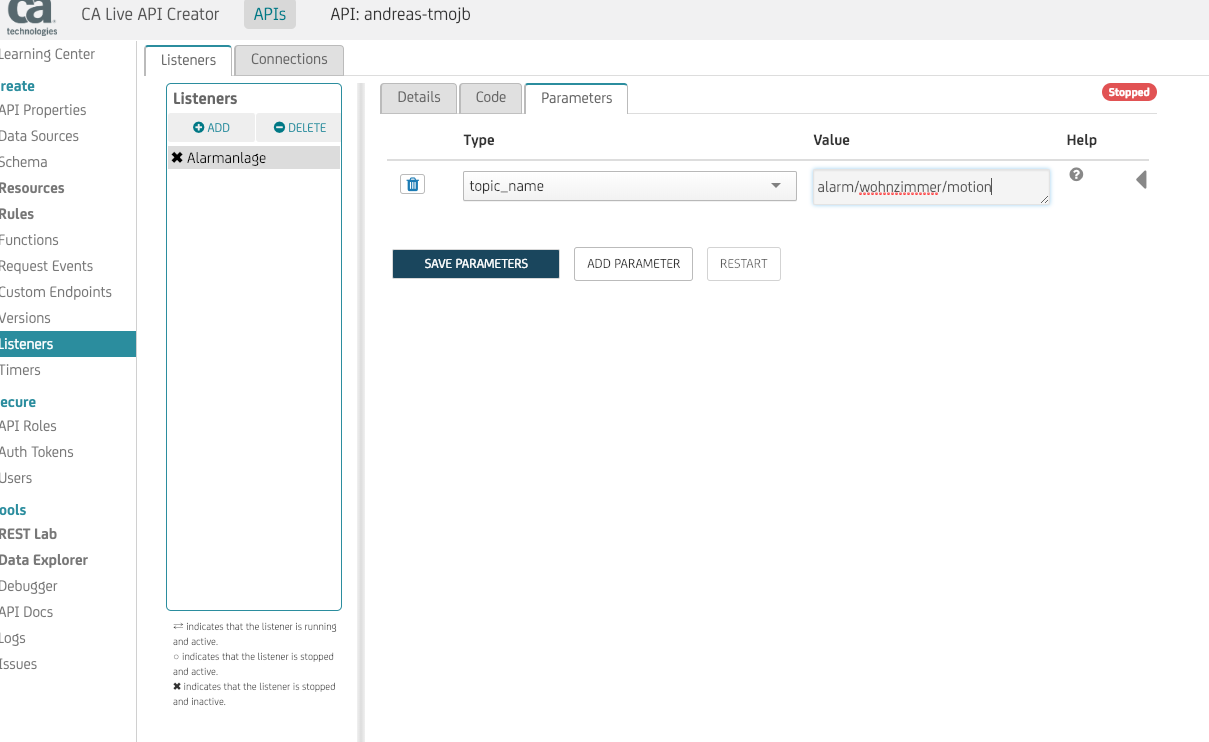 ca
technologies
CA Live API Creator
APIs
API: andreas-tmojb
Learning Center
reate
API Properties
Data Sources
Schema
Resources
Rules
Functions
Request Events
Custom Endpoints
Versions
Listeners
Timers
ecure
API Roles
Auth Tokens
Users
ools
REST Lab
Data Explorer
Debugger
API Docs
Logs
Issues
Listeners
Connections
Listeners
ADD
DELETE
✖ Alarmanlage
⇄ indicates that the listener is running
and active.
○ indicates that the listener is stopped
and active.
✖ indicates that the listener is stopped
and inactive.
Details
Code
Parameters
Stopped
Type
Value
Help
topic_name
alarm/wohnzimmer/motion
SAVE PARAMETERS
ADD PARAMETER
RESTART